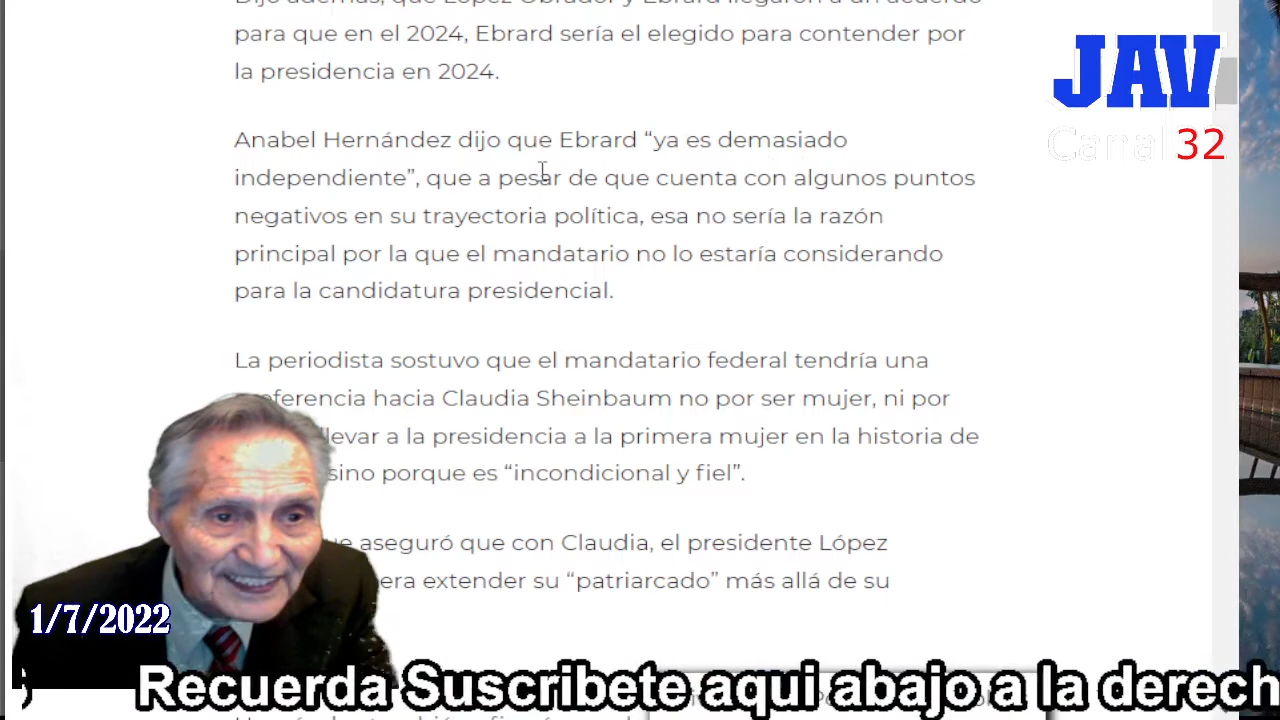 para que en el 2024, Ebrard sería el elegido para contender por
la presidencia en 2024.
JAV
Canal 32
Anabel Hernández dijo que Ebrard “ya es demasiado
independiente”, que a pesar de que cuenta con algunos puntos
negativos en su trayectoria política, esa no sería la razón
principal por la que el mandatario no lo estaría considerando
para la candidatura presidencial.
La periodista sostuvo que el mandatario federal tendría una
hacia Claudia Sheinbaum no por ser mujer, ni por
llevar a la presidencia a la primera mujer en la historia de
sino porque es “incondicional y fiel”.
aseguró que con Claudia, el presidente López
extender su “patriarcado” más allá de su
1/7/2022
Recuerda Suscribete aqui abajo a la derech